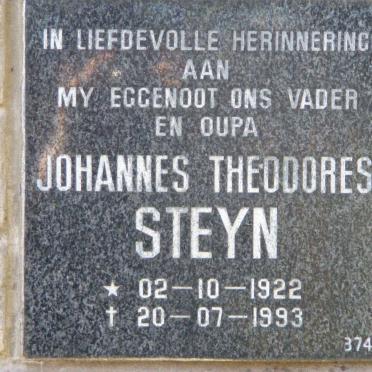 IN LIEFDEVOLLE HERINNERING
AAN
MY EGGENOOT ONS VADER
EN OUPA
JOHANNES THEODORES
STEYN
★ 02-10-1922
† 20-07-1993
374